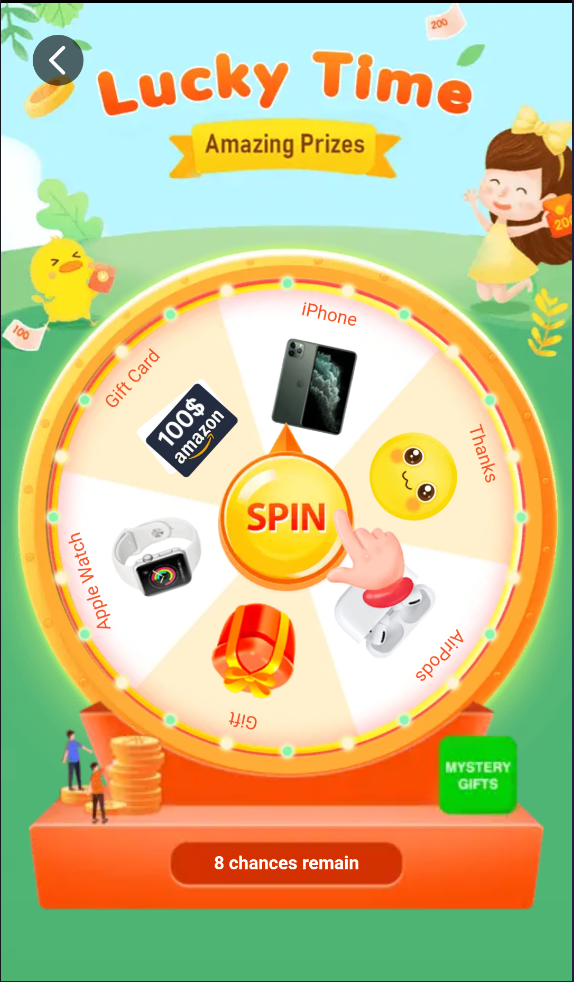 200
Lucky Time
Amazing Prizes
200
100
iPhone
Gift Card
100$
amazon
Thanks
SPIN
Apple Watch
AirPods
Gift
MYSTERY
GIFTS
8 chances remain